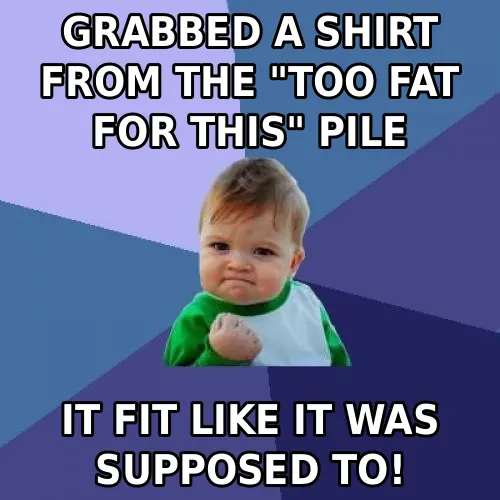 GRABBED A SHIRT
FROM THE "TOO FAT
FOR THIS" PILE
IT FIT LIKE IT WAS
SUPPOSED TO!